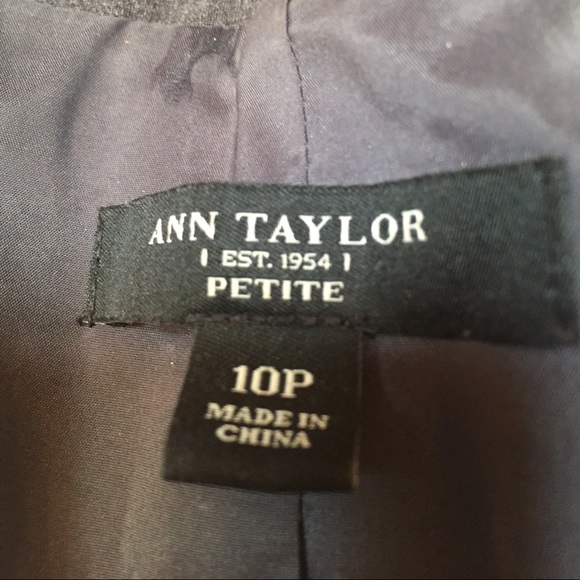 ANN TAYLOR
| EST. 1954 |
PETITE
10P
MADE IN
CHINA